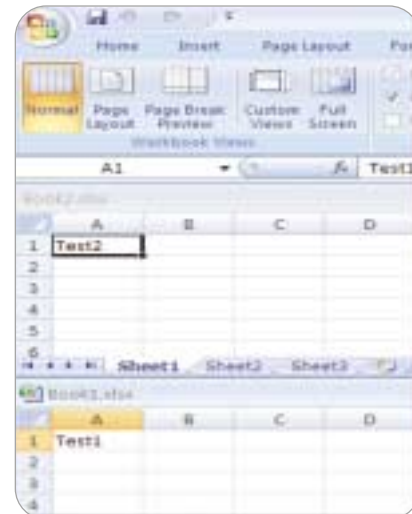 Home Insert Page Layout
Normal Page Layout Page Break Preview Custom Views Full Screen
Workbook Views
A1 Test1
Book2.xlsx
A B C D
1 Test2
2
3
4
5
6
Sheet1 Sheet2 Sheet3
Book1.xlsx
A B C D
1 Test1
2
3
4